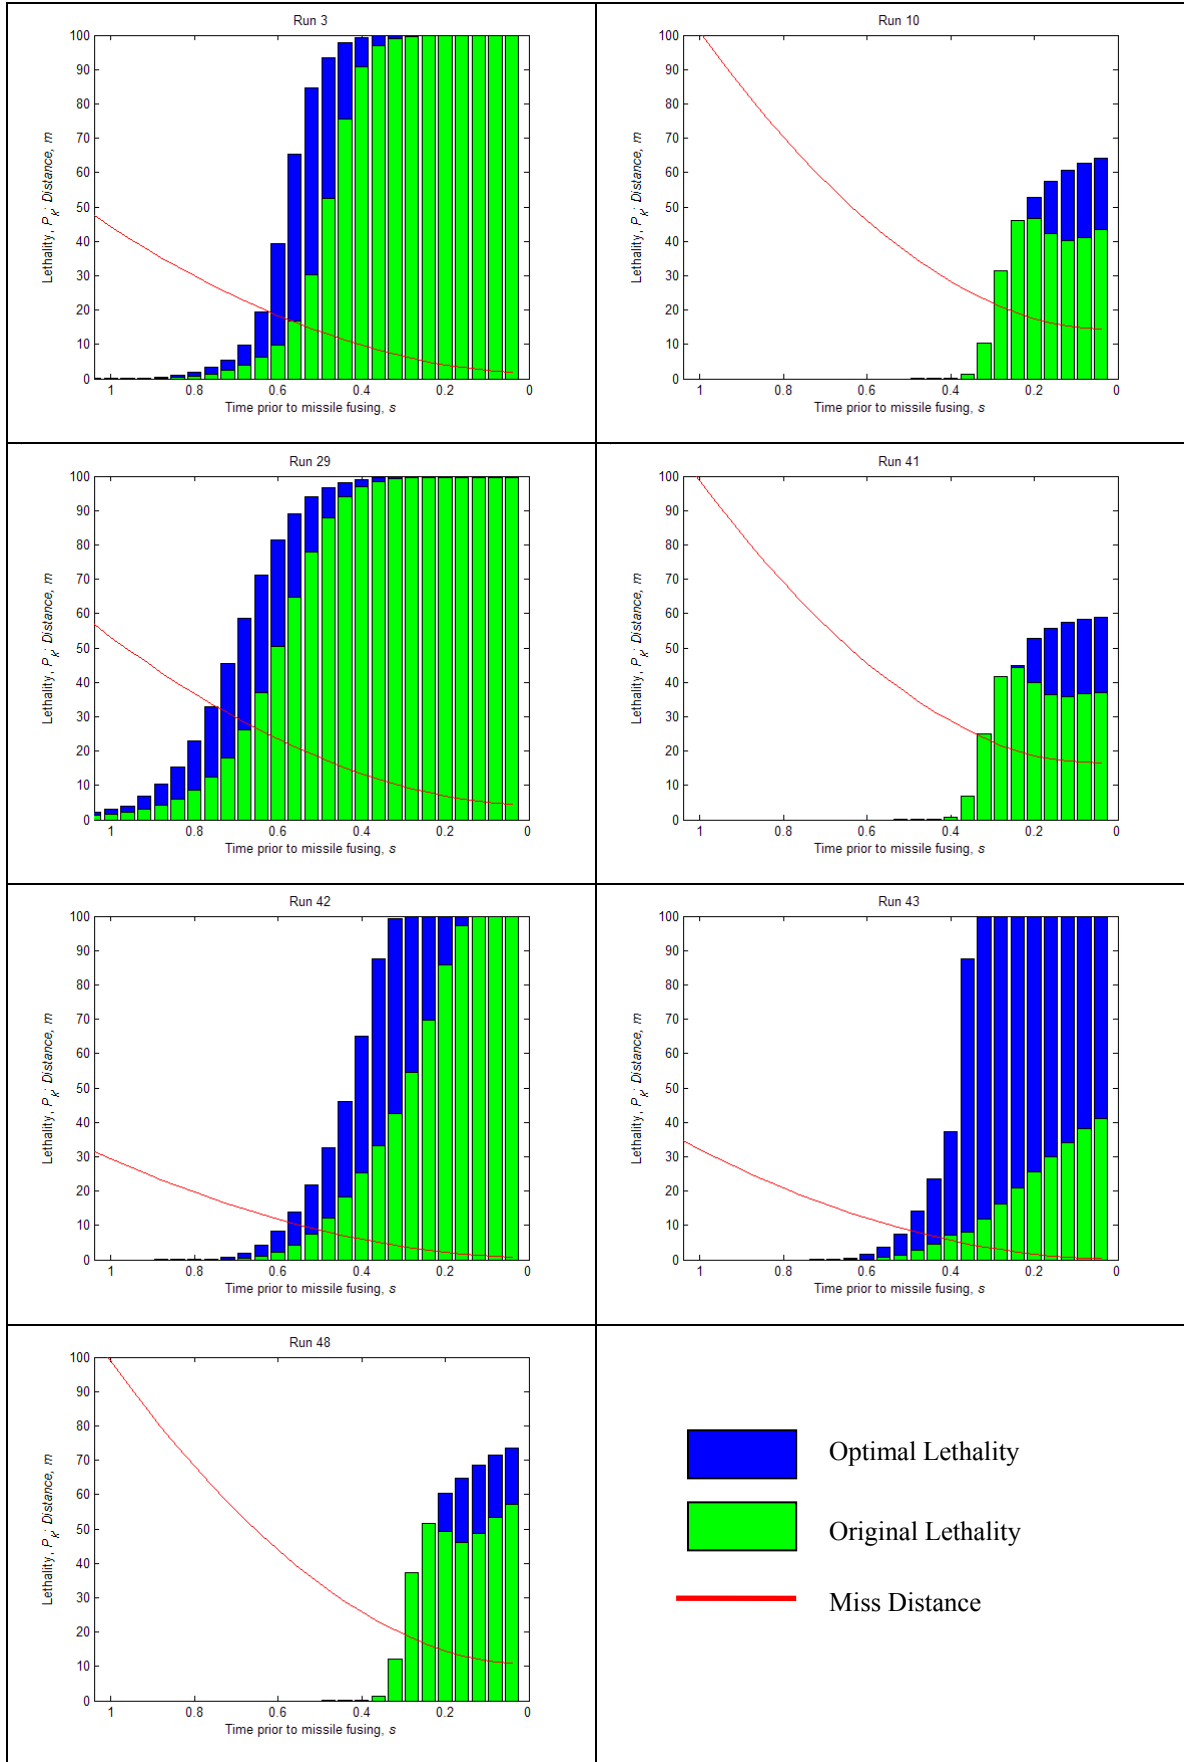 Run 3
100
90
80
70
60
50
40
30
20
10
0
Lethality, P_K; Distance, m
1 0.8 0.6 0.4 0.2 0
Time prior to missile fusing, s
Run 10
100
90
80
70
60
50
40
30
20
10
0
Lethality, P_K; Distance, m
1 0.8 0.6 0.4 0.2 0
Time prior to missile fusing, s
Run 29
100
90
80
70
60
50
40
30
20
10
0
Lethality, P_K; Distance, m
1 0.8 0.6 0.4 0.2 0
Time prior to missile fusing, s
Run 41
100
90
80
70
60
50
40
30
20
10
0
Lethality, P_K; Distance, m
1 0.8 0.6 0.4 0.2 0
Time prior to missile fusing, s
Run 42
100
90
80
70
60
50
40
30
20
10
0
Lethality, P_K; Distance, m
1 0.8 0.6 0.4 0.2 0
Time prior to missile fusing, s
Run 43
100
90
80
70
60
50
40
30
20
10
0
Lethality, P_K; Distance, m
1 0.8 0.6 0.4 0.2 0
Time prior to missile fusing, s
Run 48
100
90
80
70
60
50
40
30
20
10
0
Lethality, P_K; Distance, m
1 0.8 0.6 0.4 0.2 0
Time prior to missile fusing, s
Optimal Lethality
Original Lethality
Miss Distance